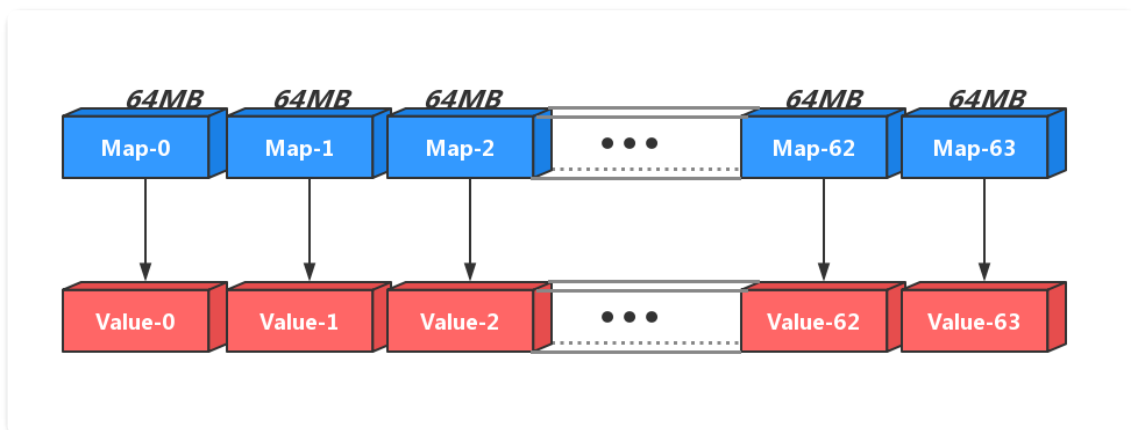 64MB 64MB 64MB 64MB 64MB
Map-0 Map-1 Map-2 ••• Map-62 Map-63
Value-0 Value-1 Value-2 ••• Value-62 Value-63